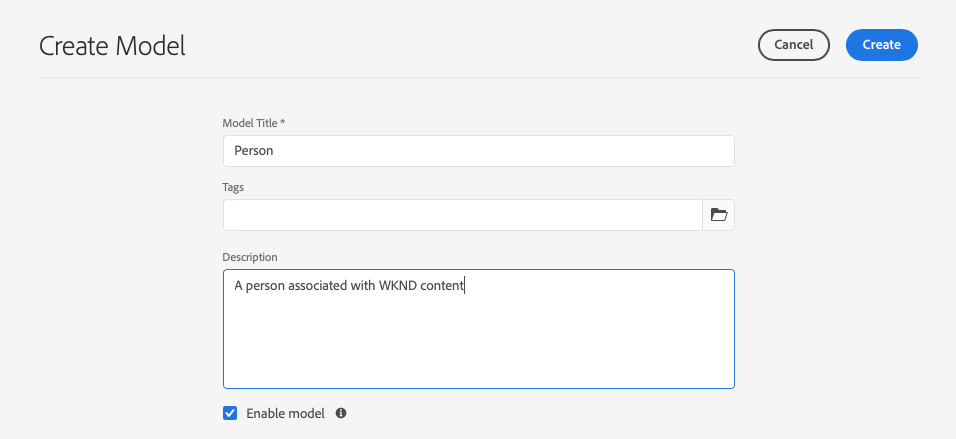 Create Model
Cancel
Create
Model Title *
Person
Tags
Description
A person associated with WKND content
Enable model